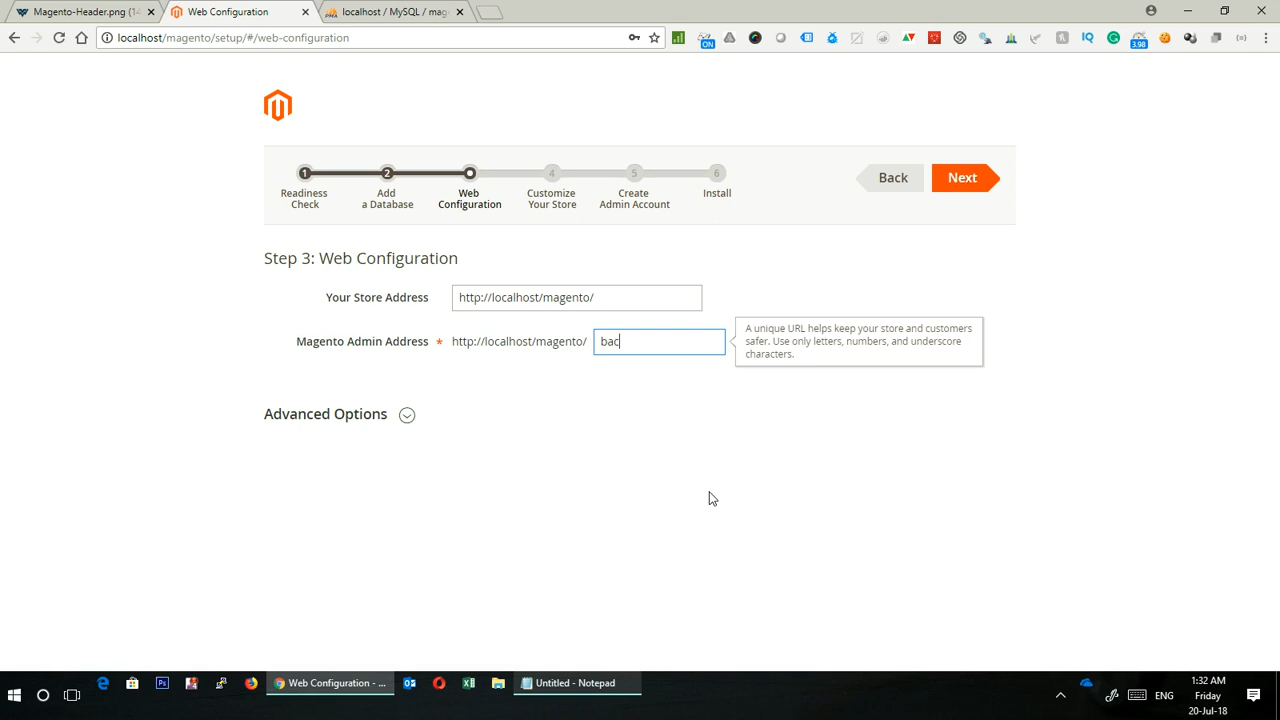 Magento-Header.png (14
Web Configuration
localhost / MySQL / mag
localhost/magento/setup/#/web-configuration
ON
3.98
IQ
1
2
4
5
6
Readiness
Check
Add
a Database
Web
Configuration
Customize
Your Store
Create
Admin Account
Install
Back
Next
Step 3: Web Configuration
Your Store Address
http://localhost/magento/
Magento Admin Address * http://localhost/magento/
bac
A unique URL helps keep your store and customers
safer. Use only letters, numbers, and underscore
characters.
Advanced Options
Web Configuration - ...
Untitled - Notepad
ENG
1:32 AM
Friday
20-Jul-18